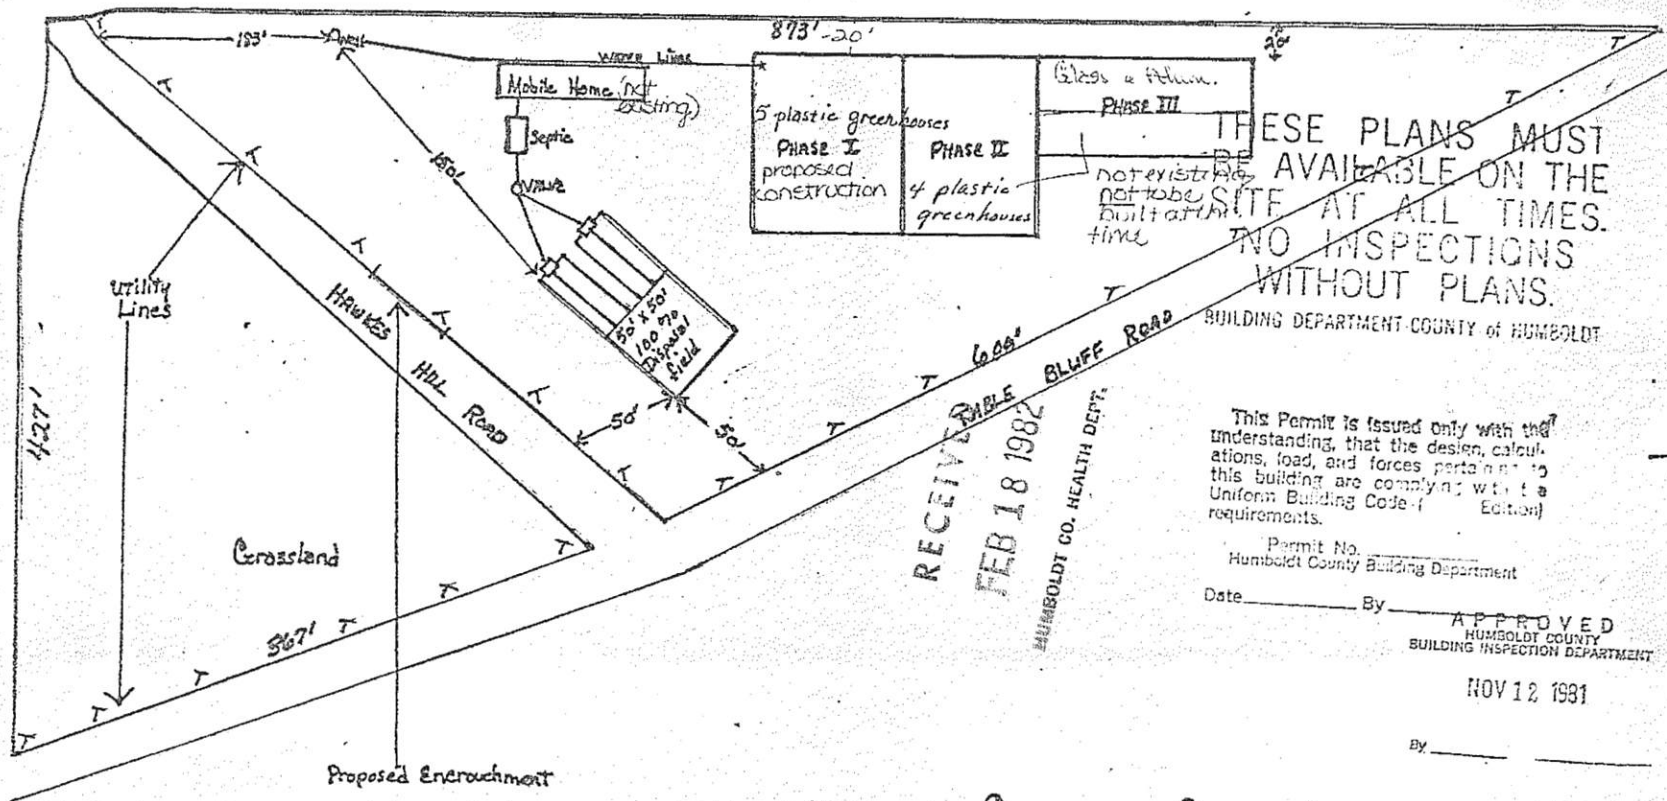 873' -20'
20'
183'
Well
Water Lines
Mobile Home (not existing)
Septic
Valve
150'
5 plastic greenhouses
PHASE I
proposed construction
PHASE II
4 plastic greenhouses
Glass & Alum.
PHASE III
not existing
not to be
built at this
time
THESE PLANS MUST
BE AVAILABLE ON THE
SITE AT ALL TIMES.
NO INSPECTIONS
WITHOUT PLANS.
BUILDING DEPARTMENT-COUNTY of HUMBOLDT
Utility
Lines
HAWKES HILL ROAD
50' x 50'
100%
Disposal
field
50'
50'
608'
TABLE BLUFF ROAD
427'
Grassland
367'
Proposed Encroachment
RECEIVED
FEB 18 1982
HUMBOLDT CO. HEALTH DEPT.
This Permit is issued only with the
understanding, that the design, calcul-
ations, load, and forces pertaining to
this building are complying with the
Uniform Building Code ( Edition)
requirements.
Permit No.
Humboldt County Building Department
Date By
APPROVED
HUMBOLDT COUNTY
BUILDING INSPECTION DEPARTMENT
NOV 12 1981
By